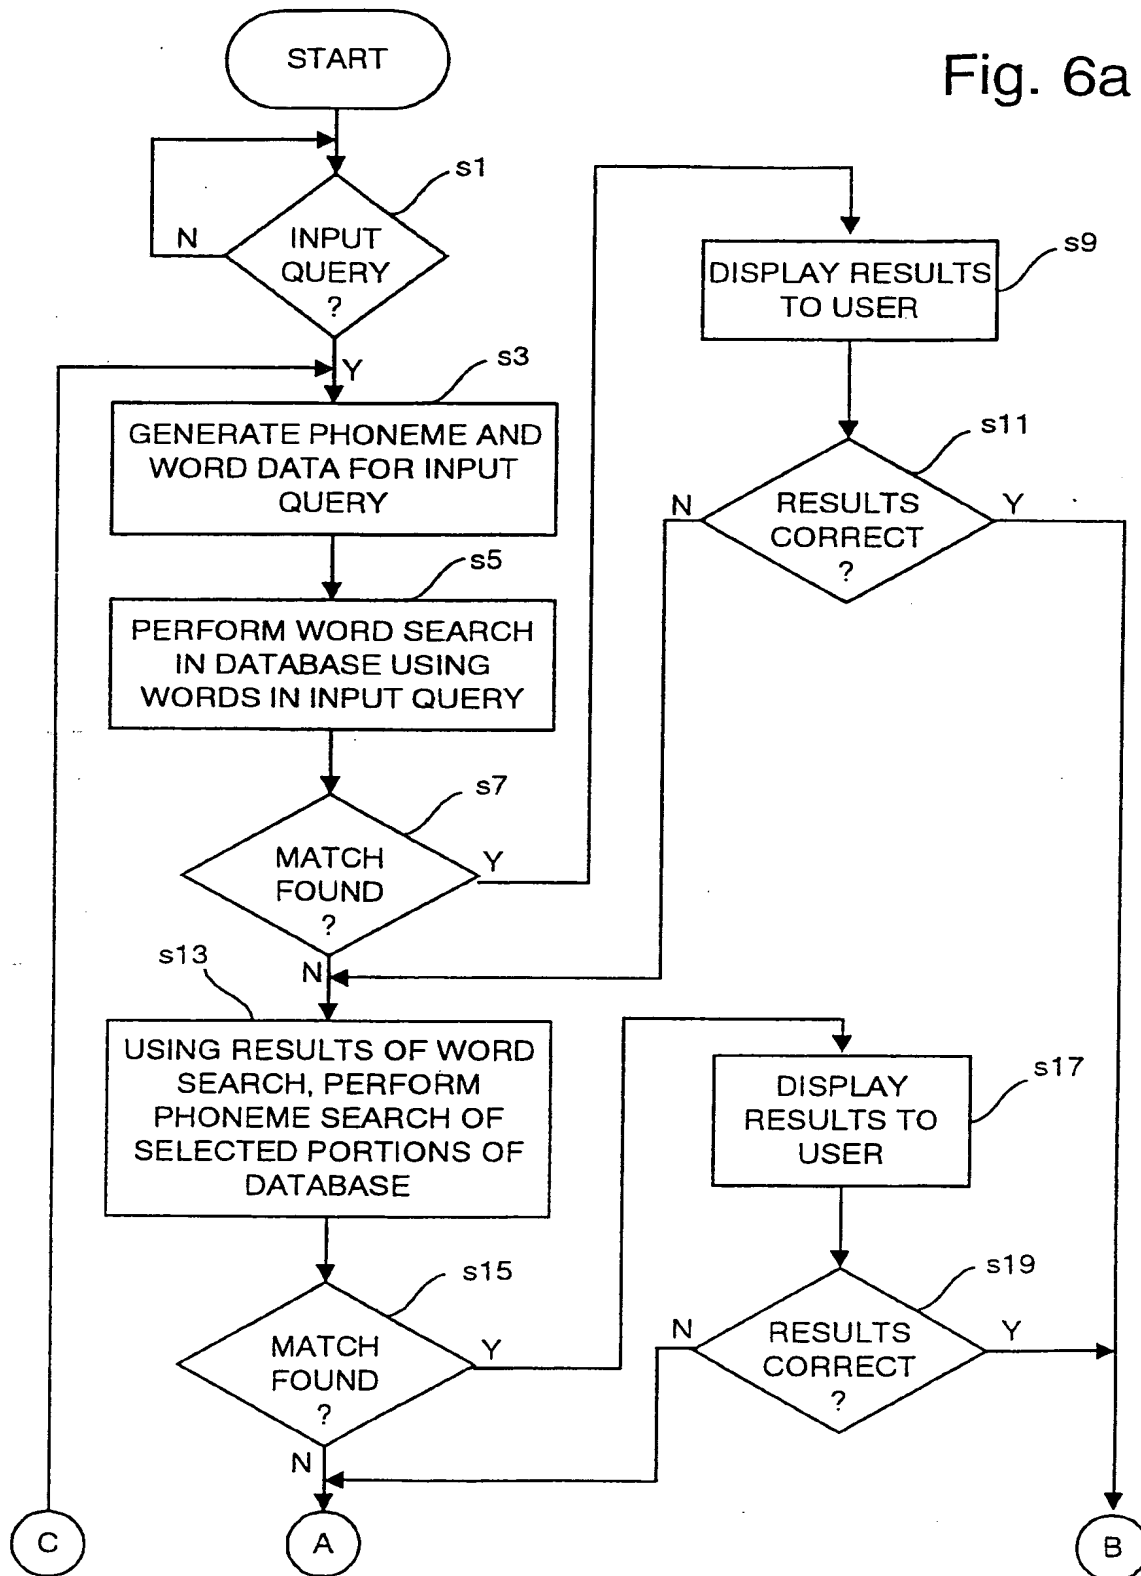 Fig. 6a
START
s1
N
INPUT
QUERY
?
Y
s3
GENERATE PHONEME AND
WORD DATA FOR INPUT
QUERY
s5
PERFORM WORD SEARCH
IN DATABASE USING
WORDS IN INPUT QUERY
s7
MATCH
FOUND
?
Y
N
s9
DISPLAY RESULTS
TO USER
s11
N
RESULTS
CORRECT
?
Y
s13
USING RESULTS OF WORD
SEARCH, PERFORM
PHONEME SEARCH OF
SELECTED PORTIONS OF
DATABASE
s15
MATCH
FOUND
?
Y
N
s17
DISPLAY
RESULTS TO
USER
s19
N
RESULTS
CORRECT
?
Y
C
A
B